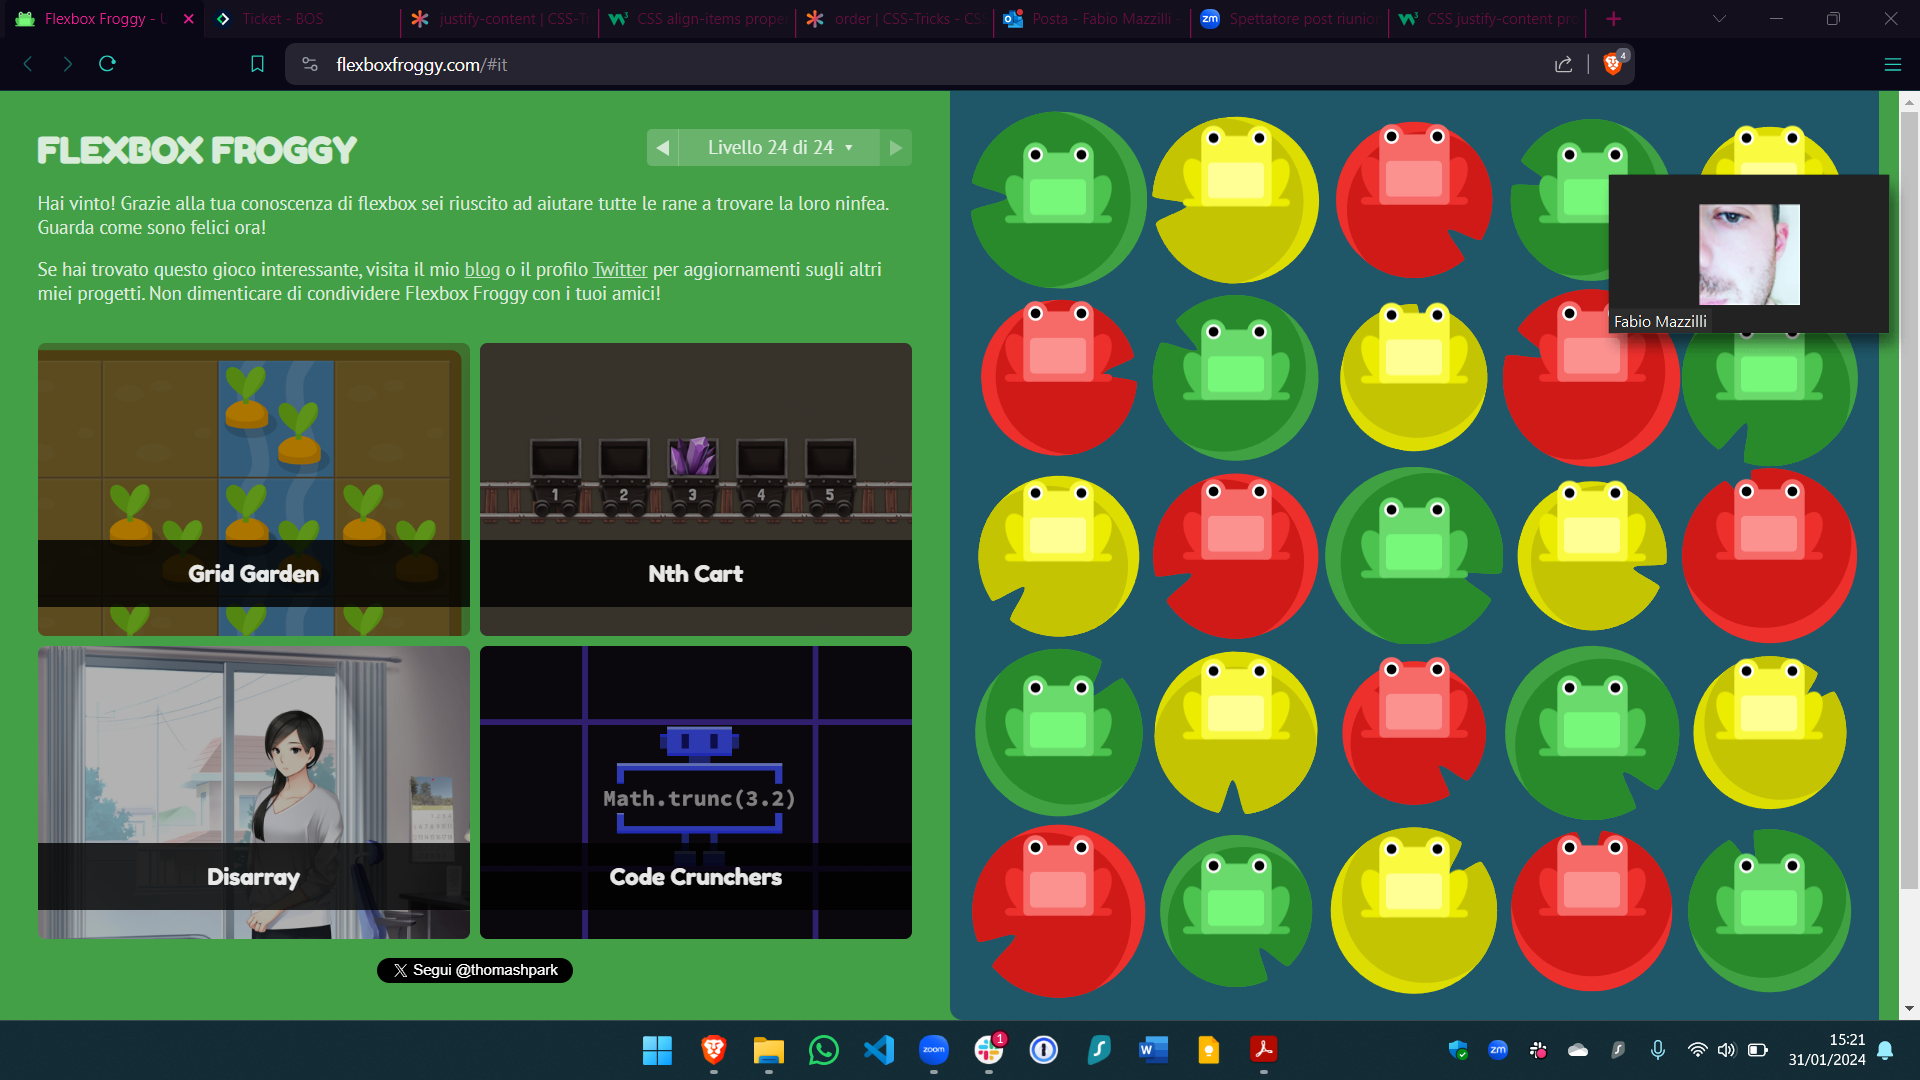 Flexbox Froggy - U
Ticket - BOS
justify-content | CSS-T
CSS align-items prope
order | CSS-Tricks - CS
Posta - Fabio Mazzilli -
zm
Spettatore post riunion
CSS justify-content pro
flexboxfroggy.com/#it
4
FLEXBOX FROGGY
Livello 24 di 24
Hai vinto! Grazie alla tua conoscenza di flexbox sei riuscito ad aiutare tutte le rane a trovare la loro ninfea.
Guarda come sono felici ora!
Se hai trovato questo gioco interessante, visita il mio blog o il profilo Twitter per aggiornamenti sugli altri
miei progetti. Non dimenticare di condividere Flexbox Froggy con i tuoi amici!
Fabio Mazzilli
1 2 3 4 5
Grid Garden
Nth Cart
Math.trunc(3.2)
Disarray
Code Crunchers
Segui @thomashpark
zoom
1
W
zm
15:21
31/01/2024